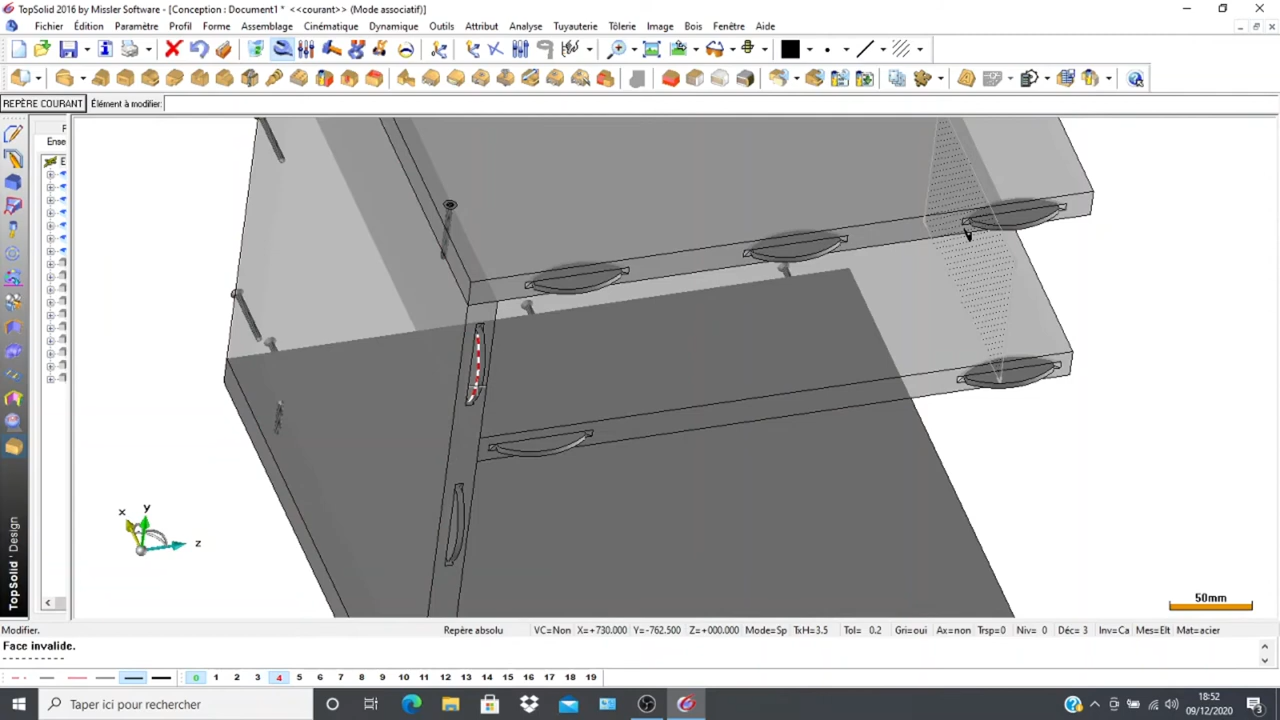 TopSolid 2016 by Missler Software - [Conception : Document1 * <<courant>> (Mode associatif)]
Fichier Édition Paramètre Profil Forme Assemblage Cinématique Dynamique Outils Attribut Analyse Tuyauterie Tôlerie Image Bois Fenêtre Aide
REPÈRE COURANT Élément à modifier:
Ense
x y z
TopSolid'Design
50mm
Modifier. Repère absolu VC=Non X=+730.000 Y=-762.500 Z=+000.000 Mode=Sp TxH=3.5 Tol= 0.2 Gri=oui Ax=non Trsp=0 Niv= 0 Déc= 3 Inv=Ca Mes=Elt Mat=acier
Face invalide.
0 1 2 3 4 5 6 7 8 9 10 11 12 13 14 15 16 17 18 19
Taper ici pour rechercher
18:52
09/12/2020
3